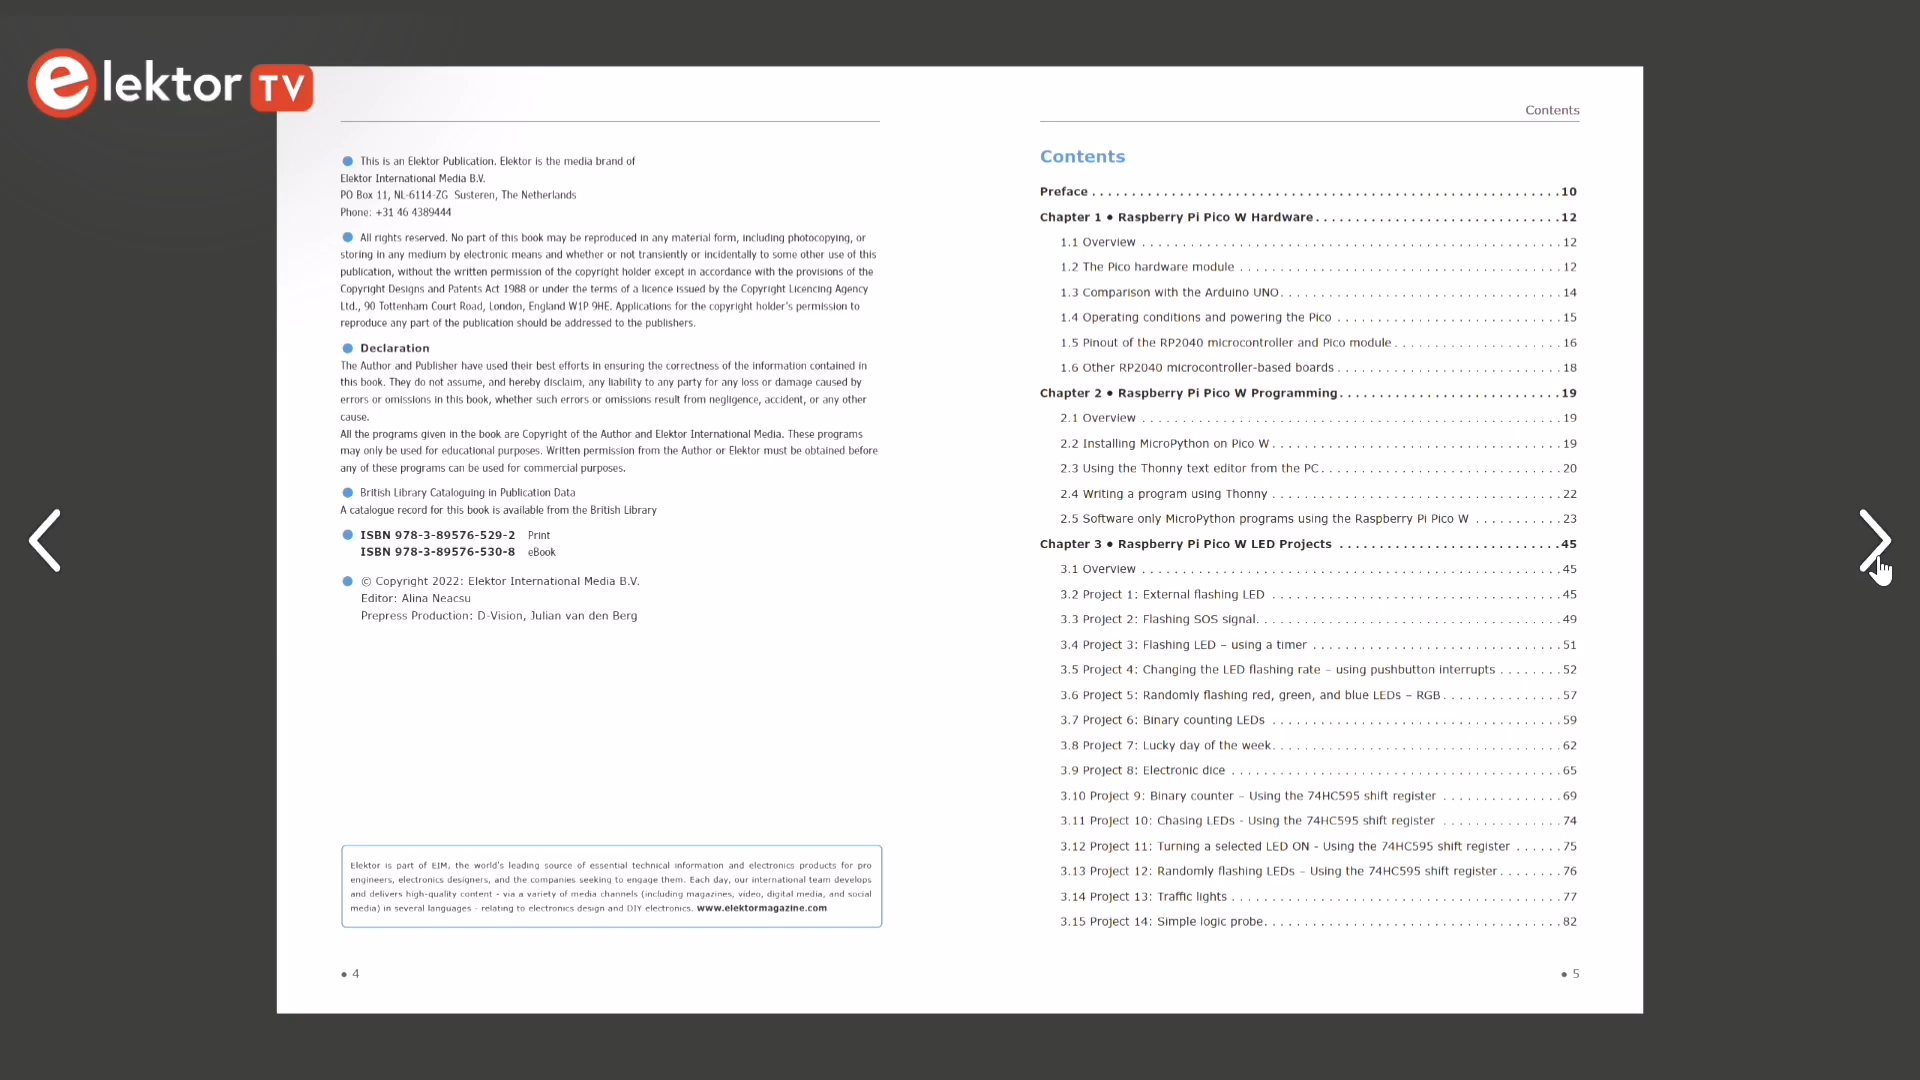 elektor TV
This is an Elektor Publication. Elektor is the media brand of
Elektor International Media B.V.
PO Box 11, NL-6114-ZG Susteren, The Netherlands
Phone: +31 46 4389444
All rights reserved. No part of this book may be reproduced in any material form, including photocopying, or
storing in any medium by electronic means and whether or not transiently or incidentally to some other use of this
publication, without the written permission of the copyright holder except in accordance with the provisions of the
Copyright Designs and Patents Act 1988 or under the terms of a licence issued by the Copyright Licencing Agency
Ltd., 90 Tottenham Court Road, London, England W1P 9HE. Applications for the copyright holder's permission to
reproduce any part of the publication should be addressed to the publishers.
Declaration
The Author and Publisher have used their best efforts in ensuring the correctness of the information contained in
this book. They do not assume, and hereby disclaim, any liability to any party for any loss or damage caused by
errors or omissions in this book, whether such errors or omissions result from negligence, accident, or any other
cause.
All the programs given in the book are Copyright of the Author and Elektor International Media. These programs
may only be used for educational purposes. Written permission from the Author or Elektor must be obtained before
any of these programs can be used for commercial purposes.
British Library Cataloguing in Publication Data
A catalogue record for this book is available from the British Library
ISBN 978-3-89576-529-2 Print
ISBN 978-3-89576-530-8 eBook
© Copyright 2022: Elektor International Media B.V.
Editor: Alina Neacsu
Prepress Production: D-Vision, Julian van den Berg
Elektor is part of EIM, the world's leading source of essential technical information and electronics products for pro
engineers, electronics designers, and the companies seeking to engage them. Each day, our international team develops
and delivers high-quality content - via a variety of media channels (including magazines, video, digital media, and social
media) in several languages - relating to electronics design and DIY electronics. www.elektormagazine.com
● 4
Contents
Contents
Preface . . . . . . . . . . 10
Chapter 1 ● Raspberry Pi Pico W Hardware . . . . . . . . . . 12
1.1 Overview . . . . . . . . . . 12
1.2 The Pico hardware module . . . . . . . . . . 12
1.3 Comparison with the Arduino UNO . . . . . . . . . . 14
1.4 Operating conditions and powering the Pico . . . . . . . . . . 15
1.5 Pinout of the RP2040 microcontroller and Pico module . . . . . . . . . . 16
1.6 Other RP2040 microcontroller-based boards . . . . . . . . . . 18
Chapter 2 ● Raspberry Pi Pico W Programming . . . . . . . . . . 19
2.1 Overview . . . . . . . . . . 19
2.2 Installing MicroPython on Pico W . . . . . . . . . . 19
2.3 Using the Thonny text editor from the PC . . . . . . . . . . 20
2.4 Writing a program using Thonny . . . . . . . . . . 22
2.5 Software only MicroPython programs using the Raspberry Pi Pico W . . . . . . . . . . 23
Chapter 3 ● Raspberry Pi Pico W LED Projects . . . . . . . . . . 45
3.1 Overview . . . . . . . . . . 45
3.2 Project 1: External flashing LED . . . . . . . . . . 45
3.3 Project 2: Flashing SOS signal . . . . . . . . . . 49
3.4 Project 3: Flashing LED – using a timer . . . . . . . . . . 51
3.5 Project 4: Changing the LED flashing rate – using pushbutton interrupts . . . . . . . . 52
3.6 Project 5: Randomly flashing red, green, and blue LEDs – RGB . . . . . . . . . . 57
3.7 Project 6: Binary counting LEDs . . . . . . . . . . 59
3.8 Project 7: Lucky day of the week . . . . . . . . . . 62
3.9 Project 8: Electronic dice . . . . . . . . . . 65
3.10 Project 9: Binary counter – Using the 74HC595 shift register . . . . . . . . . . 69
3.11 Project 10: Chasing LEDs - Using the 74HC595 shift register . . . . . . . . . . 74
3.12 Project 11: Turning a selected LED ON - Using the 74HC595 shift register . . . . . . 75
3.13 Project 12: Randomly flashing LEDs – Using the 74HC595 shift register . . . . . . . . 76
3.14 Project 13: Traffic lights . . . . . . . . . . 77
3.15 Project 14: Simple logic probe . . . . . . . . . . 82
● 5